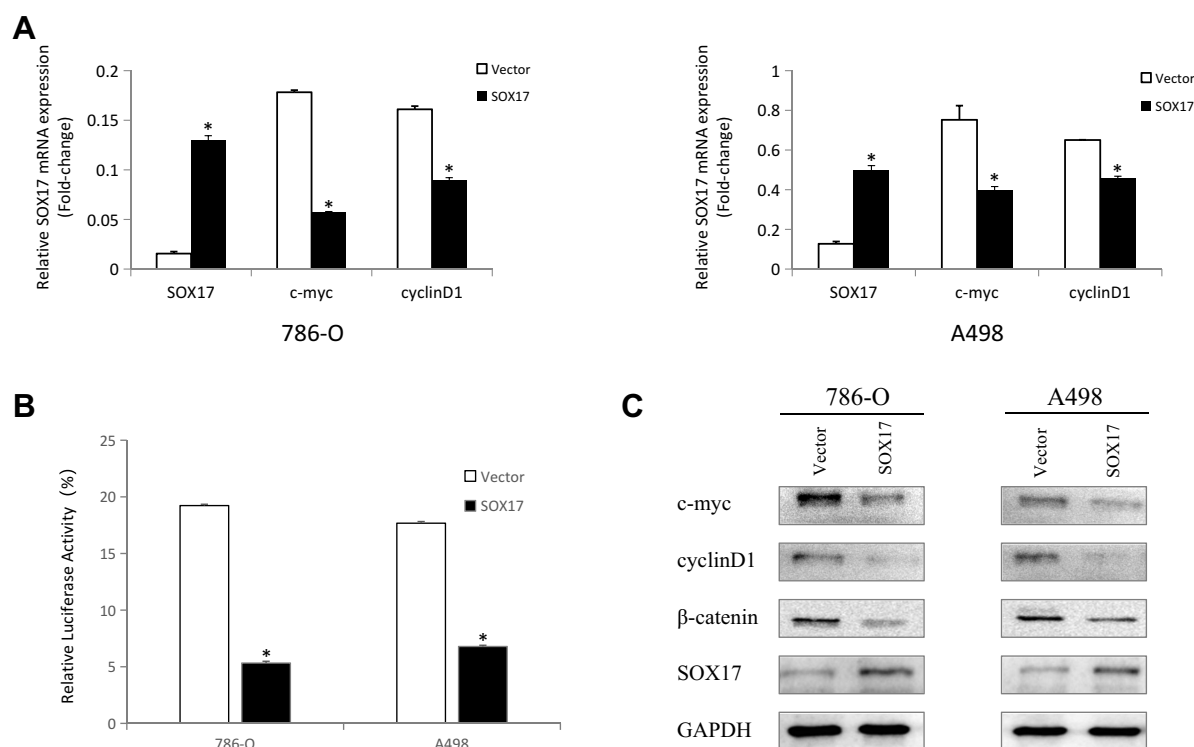 A
Relative SOX17 mRNA expression
(Fold-change)
0.2
0.15
0.1
0.05
0
Vector
SOX17
*
*
*
SOX17 c-myc cyclinD1
786-O
Relative SOX17 mRNA expression
(Fold-change)
1
0.8
0.6
0.4
0.2
0
Vector
SOX17
*
*
*
SOX17 c-myc cyclinD1
A498
B
Relative Luciferase Activity (%)
25
20
15
10
5
0
Vector
SOX17
*
*
786-O A498
C
786-O A498
Vector SOX17 Vector SOX17
c-myc
cyclinD1
β-catenin
SOX17
GAPDH